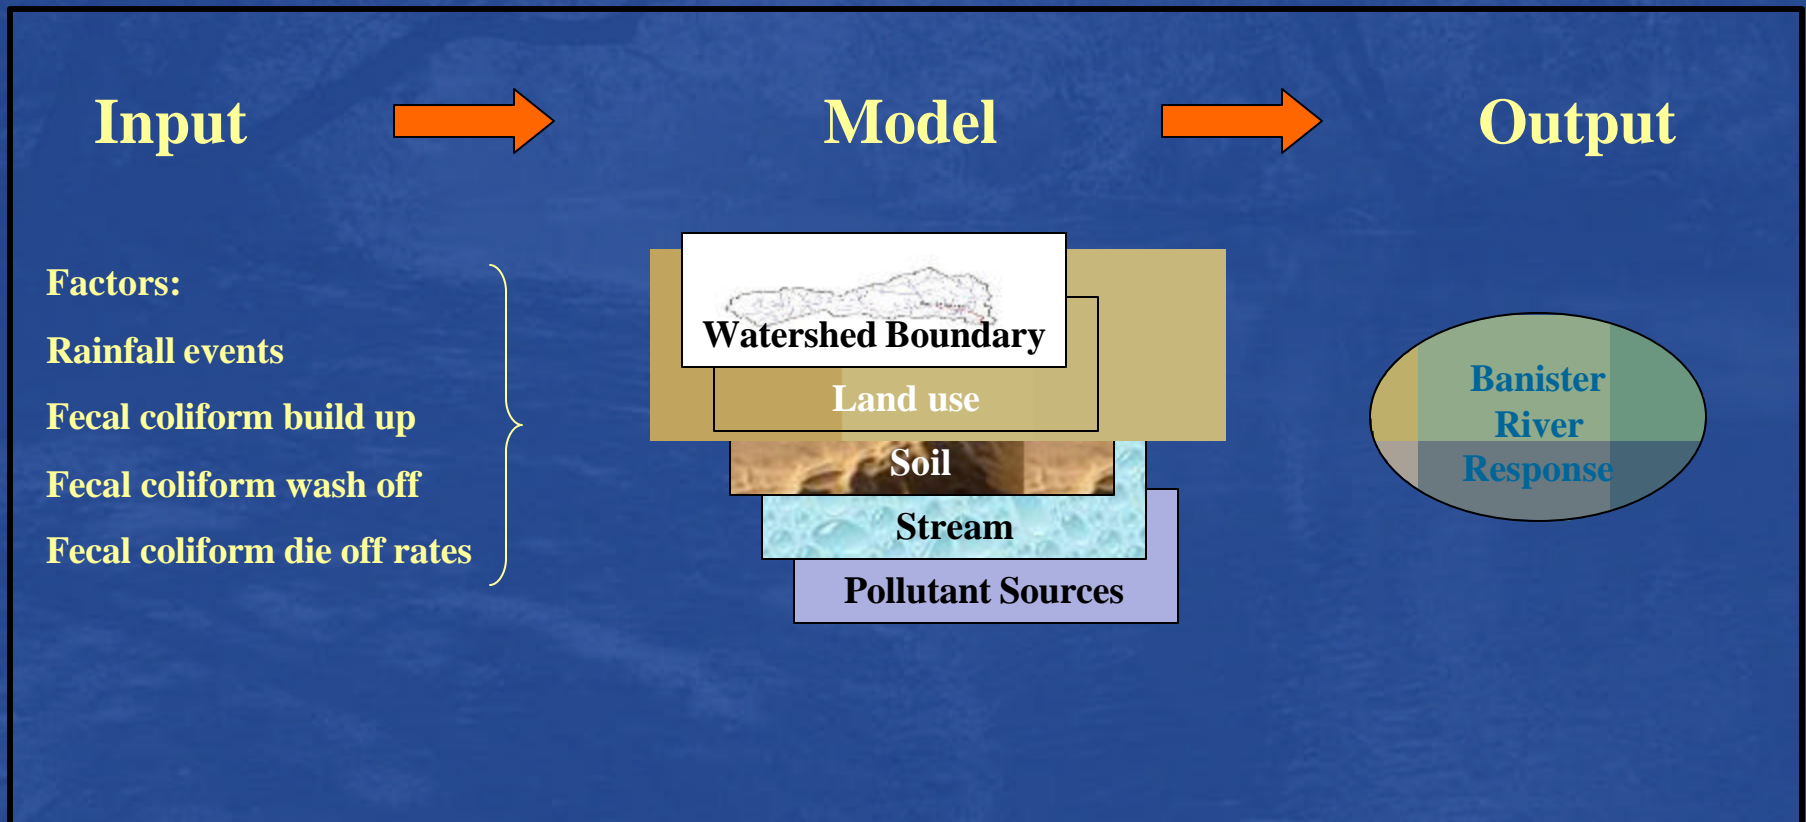 Input
Model
Output
Factors:
Rainfall events
Fecal coliform build up
Fecal coliform wash off
Fecal coliform die off rates
Watershed Boundary
Land use
Soil
Stream
Pollutant Sources
Banister
River
Response